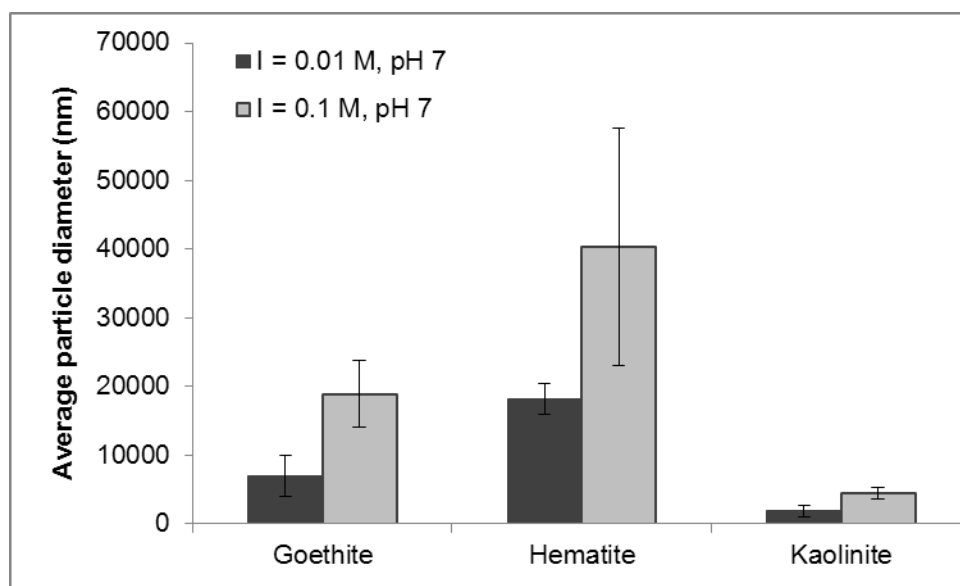 Average particle diameter (nm)
70000
60000
50000
40000
30000
20000
10000
0
I = 0.01 M, pH 7
I = 0.1 M, pH 7
Goethite
Hematite
Kaolinite